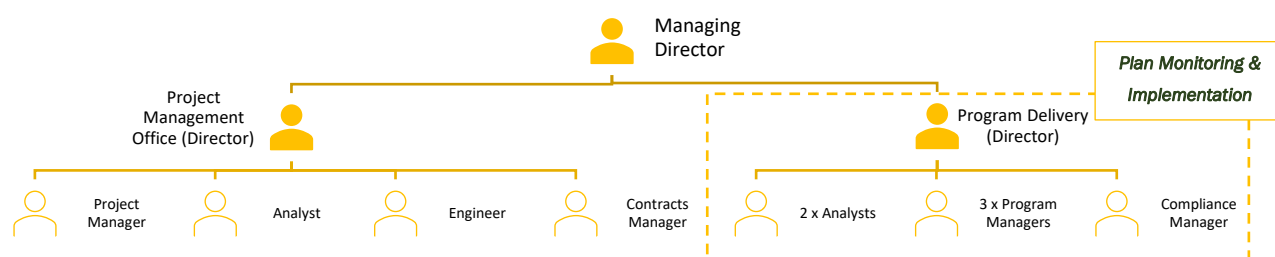 Managing
Director
Plan Monitoring &
Implementation
Project
Management
Office (Director)
Program Delivery
(Director)
Project
Manager
Analyst
Engineer
Contracts
Manager
2 x Analysts
3 x Program
Managers
Compliance
Manager